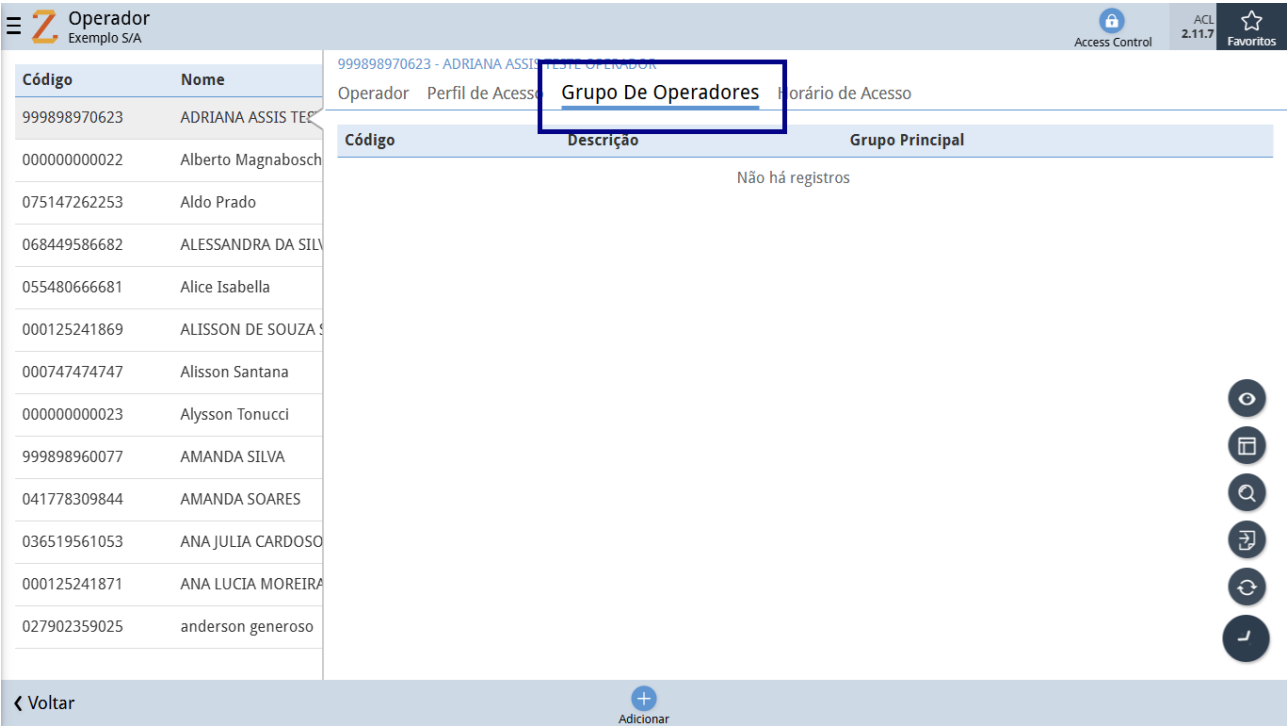 Operador
Exemplo S/A
Access Control
ACL
2.11.7
Favoritos
Código Nome
999898970623 ADRIANA ASSIS
000000000022 Alberto Magnabosch
075147262253 Aldo Prado
068449586682 ALESSANDRA DA
055480666681 Alice Isabella
000125241869 ALISSON DE SOUZA
000747474747 Alisson Santana
000000000023 Alysson Tonucci
999898960077 AMANDA SILVA
041778309844 AMANDA SOARES
036519561053 ANA JULIA CARDOSO
000125241871 ANA LUCIA MOREIRA
027902359025 anderson generoso
999898970623 - ADRIANA ASSIS TESTE OPERADOR
Operador Perfil de Acesso Grupo De Operadores Horário de Acesso
Código Descrição Grupo Principal
Não há registros
Voltar
Adicionar